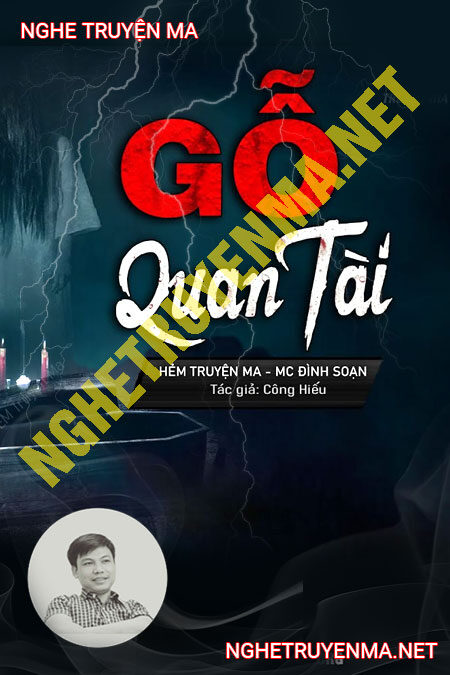 NGHE TRUYỆN MA
GỖ
Quan Tài
HẺM TRUYỆN MA - MC ĐÌNH SOẠN
Tác giả: Công Hiếu
NGHETRUYENMA.NET
NGHETRUYENMA.NET